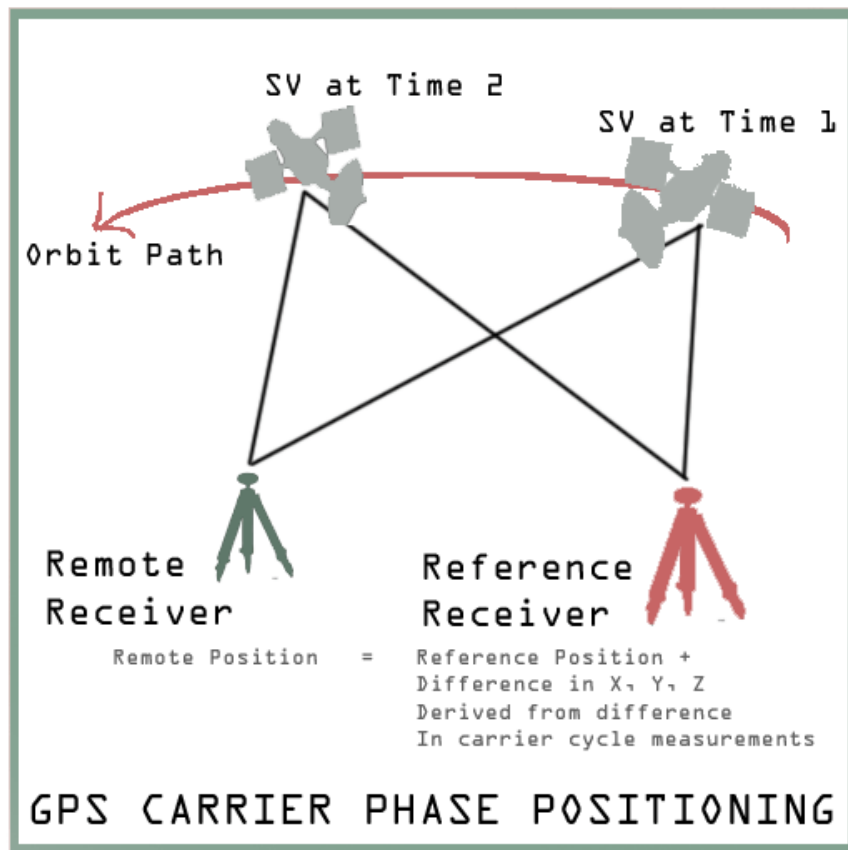 SV at Time 2
SV at Time 1
Orbit Path
Remote
Receiver
Reference
Receiver
Remote Position = Reference Position +
Difference in X, Y, Z
Derived from difference
In carrier cycle measurements
GPS CARRIER PHASE POSITIONING